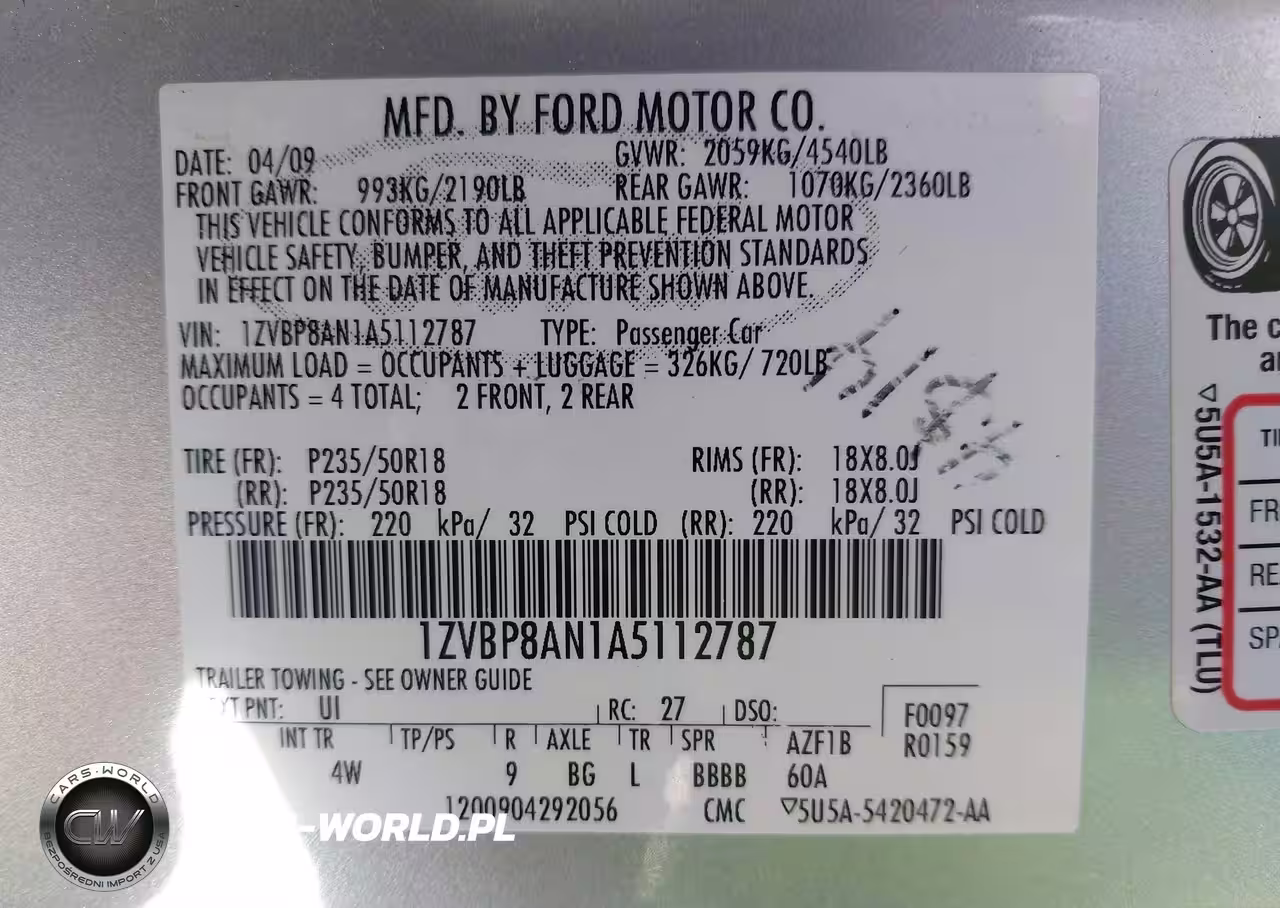 MFD. BY FORD MOTOR CO.
DATE: 04/09 GVWR: 2059KG/4540LB
FRONT GAWR: 993KG/2190LB REAR GAWR: 1070KG/2360LB
THIS VEHICLE CONFORMS TO ALL APPLICABLE FEDERAL MOTOR
VEHICLE SAFETY, BUMPER, AND THEFT PREVENTION STANDARDS
IN EFFECT ON THE DATE OF MANUFACTURE SHOWN ABOVE.
VIN: 1ZVBP8AN1A5112787 TYPE: Passenger Car
MAXIMUM LOAD = OCCUPANTS + LUGGAGE = 326KG/ 720LB
OCCUPANTS = 4 TOTAL; 2 FRONT, 2 REAR
TIRE (FR): P235/50R18 RIMS (FR): 18X8.0J
(RR): P235/50R18 (RR): 18X8.0J
PRESSURE (FR): 220 kPa/ 32 PSI COLD (RR): 220 kPa/ 32 PSI COLD
1ZVBP8AN1A5112787
TRAILER TOWING - SEE OWNER GUIDE
PNT: UI RC: 27 DSO: F0097
INT TR TP/PS R AXLE TR SPR AZF1B R0159
4W 9 BG L BBBB 60A
1200904292056 CMC ▽5U5A-5420472-AA
The
▽5U5A-1532-AA (TLU)
CARS-WORLD
CW
BEZPOŚREDNI IMPORT Z USA
-WORLD.PL